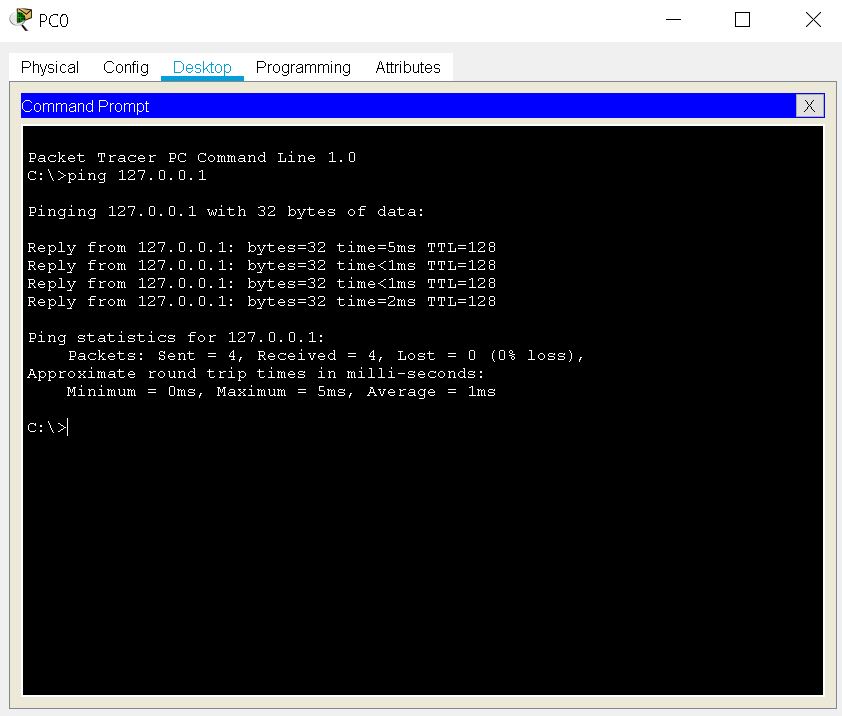 PC0
Physical Config Desktop Programming Attributes
Command Prompt X
Packet Tracer PC Command Line 1.0
C:\>ping 127.0.0.1
Pinging 127.0.0.1 with 32 bytes of data:
Reply from 127.0.0.1: bytes=32 time=5ms TTL=128
Reply from 127.0.0.1: bytes=32 time<1ms TTL=128
Reply from 127.0.0.1: bytes=32 time<1ms TTL=128
Reply from 127.0.0.1: bytes=32 time=2ms TTL=128
Ping statistics for 127.0.0.1:
    Packets: Sent = 4, Received = 4, Lost = 0 (0% loss),
Approximate round trip times in milli-seconds:
    Minimum = 0ms, Maximum = 5ms, Average = 1ms
C:\>